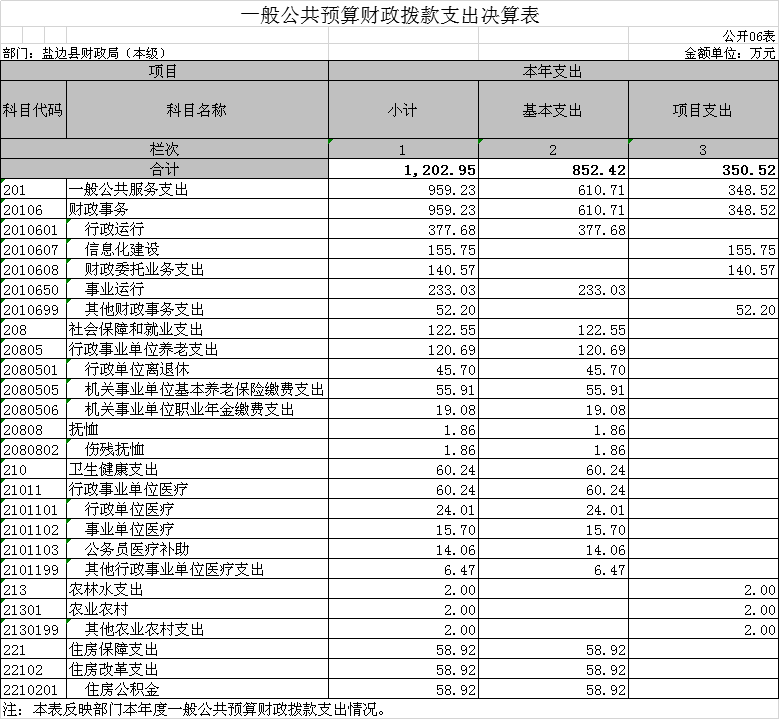 一般公共预算财政拨款支出决算表
公开06表
部门：盐边县财政局（本级） 金额单位：万元
项目 本年支出
科目代码 科目名称 小计 基本支出 项目支出
栏次 1 2 3
合计 1,202.95 852.42 350.52
201 一般公共服务支出 959.23 610.71 348.52
20106 财政事务 959.23 610.71 348.52
2010601 行政运行 377.68 377.68
2010607 信息化建设 155.75 155.75
2010608 财政委托业务支出 140.57 140.57
2010650 事业运行 233.03 233.03
2010699 其他财政事务支出 52.20 52.20
208 社会保障和就业支出 122.55 122.55
20805 行政事业单位养老支出 120.69 120.69
2080501 行政单位离退休 45.70 45.70
2080505 机关事业单位基本养老保险缴费支出 55.91 55.91
2080506 机关事业单位职业年金缴费支出 19.08 19.08
20808 抚恤 1.86 1.86
2080802 伤残抚恤 1.86 1.86
210 卫生健康支出 60.24 60.24
21011 行政事业单位医疗 60.24 60.24
2101101 行政单位医疗 24.01 24.01
2101102 事业单位医疗 15.70 15.70
2101103 公务员医疗补助 14.06 14.06
2101199 其他行政事业单位医疗支出 6.47 6.47
213 农林水支出 2.00 2.00
21301 农业农村 2.00 2.00
2130199 其他农业农村支出 2.00 2.00
221 住房保障支出 58.92 58.92
22102 住房改革支出 58.92 58.92
2210201 住房公积金 58.92 58.92
注：本表反映部门本年度一般公共预算财政拨款支出情况。